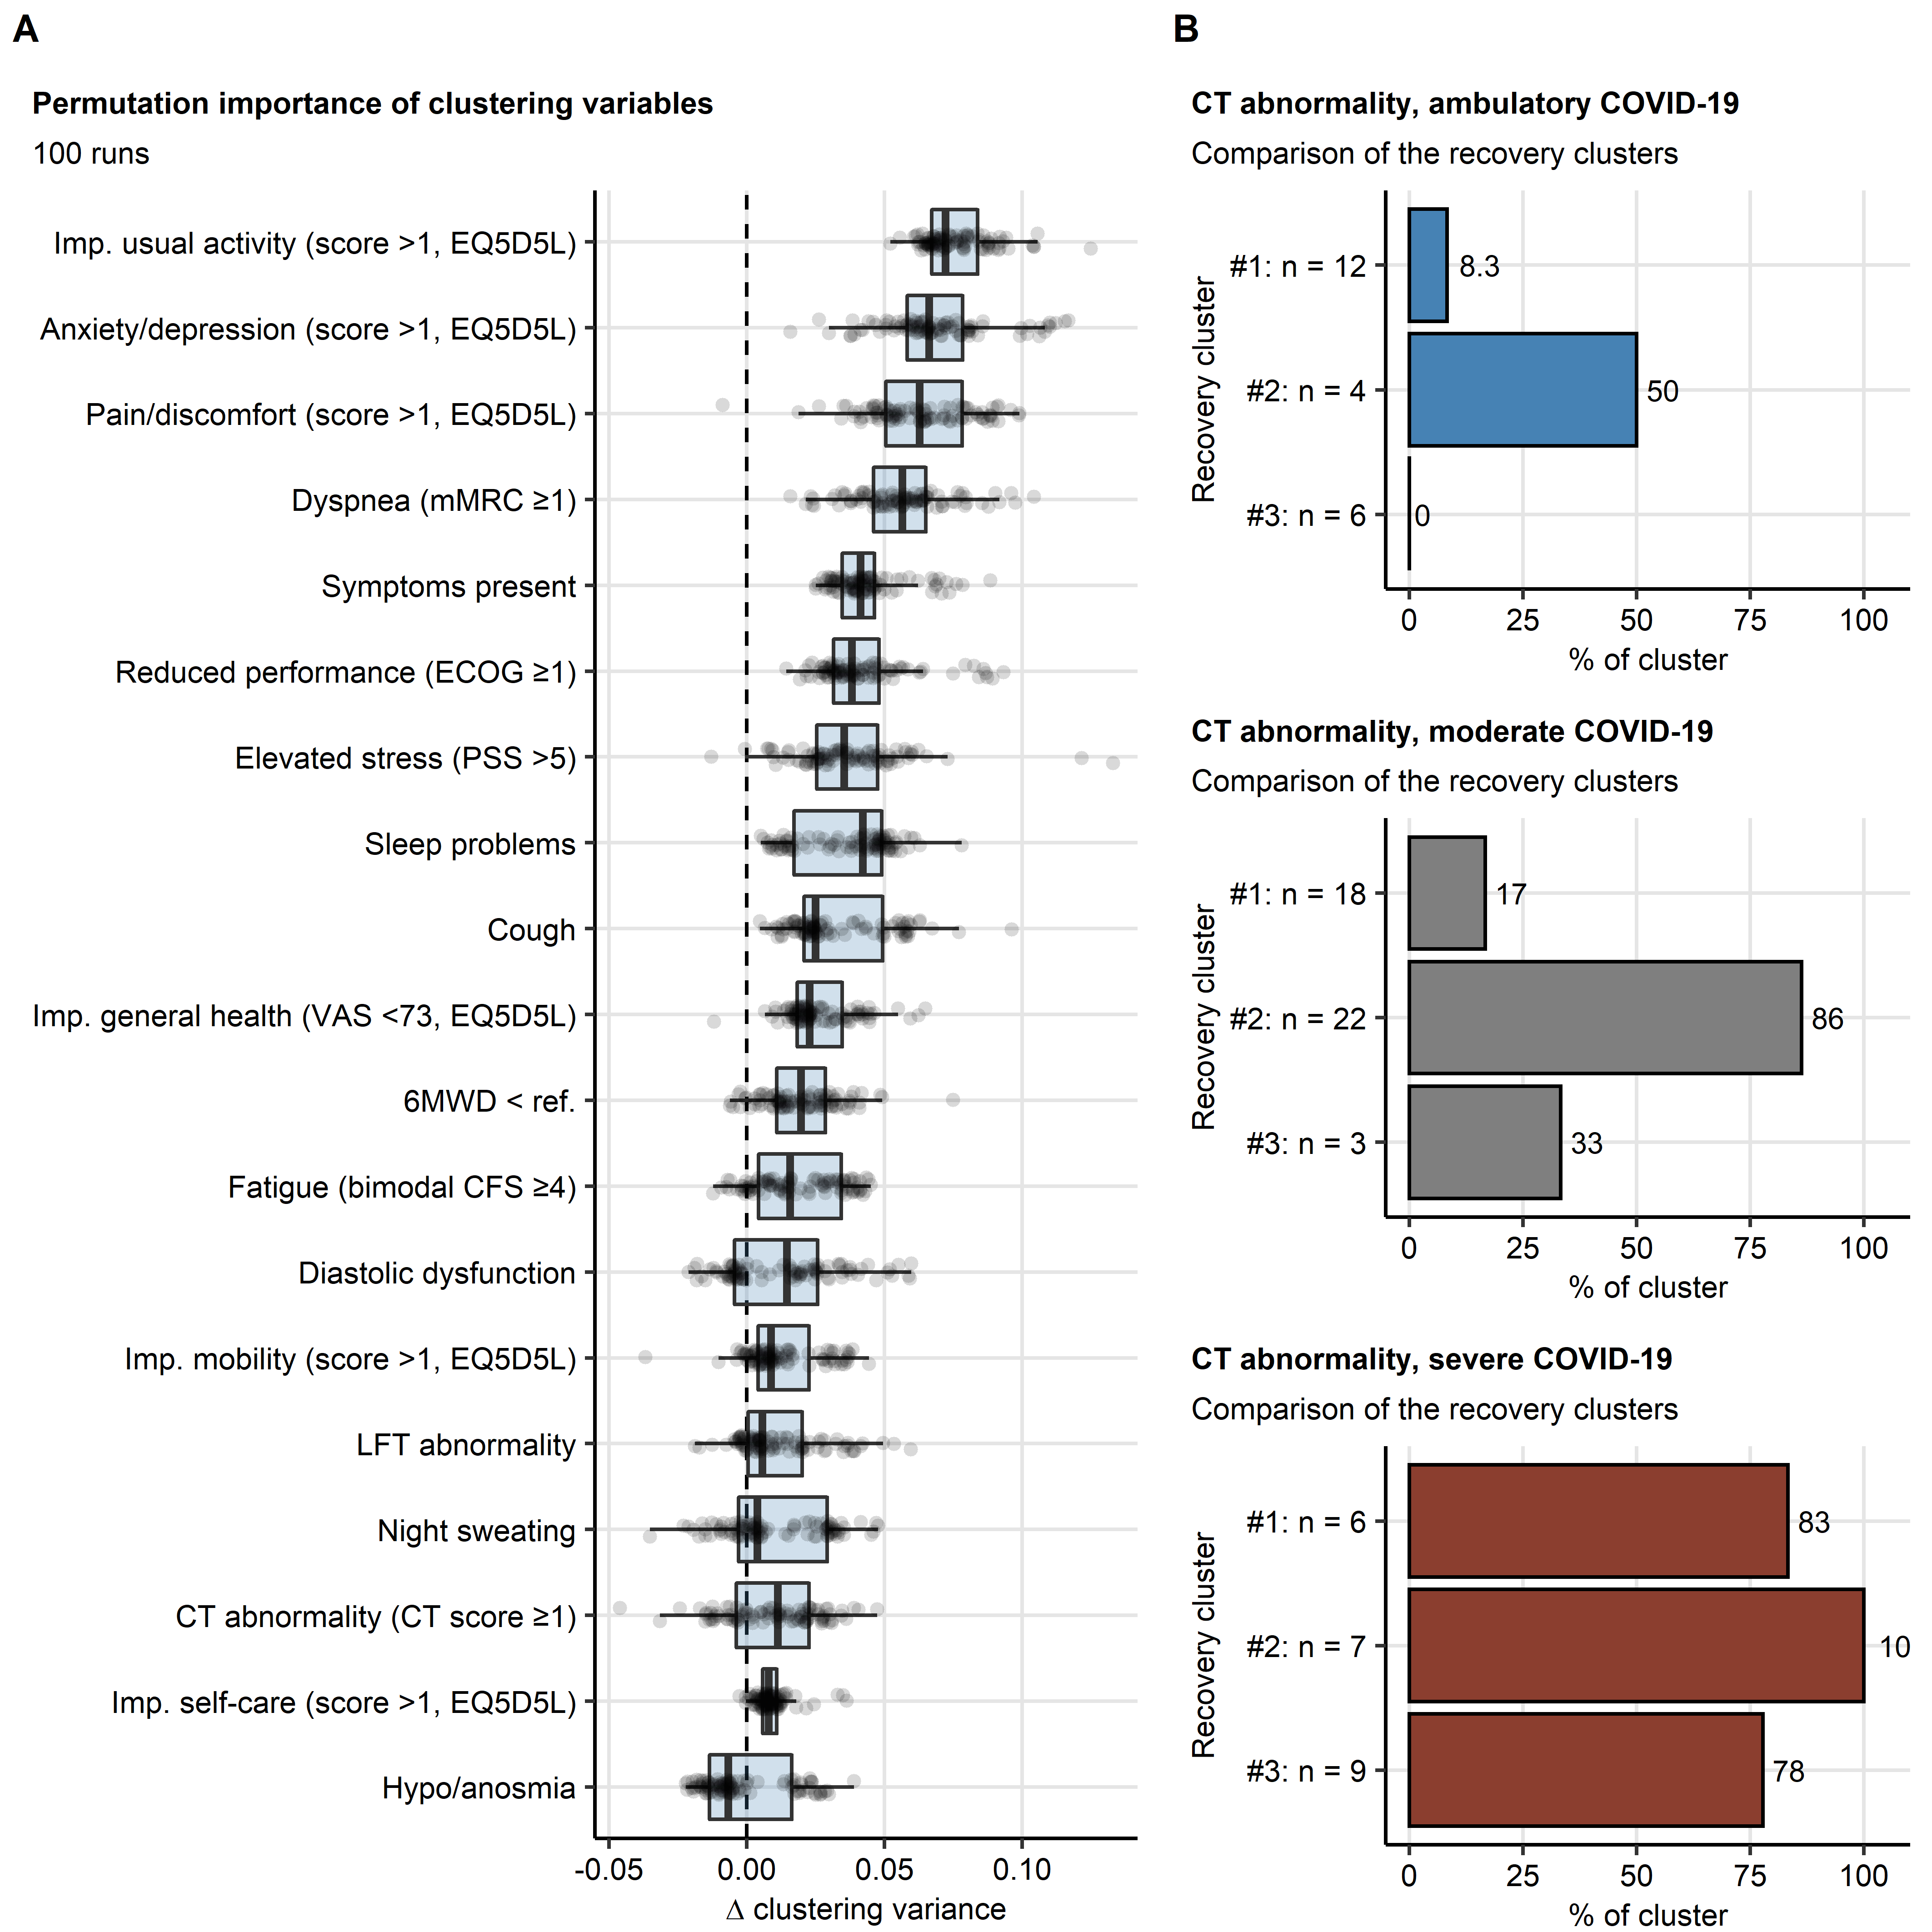 A
Permutation importance of clustering variables
100 runs
Imp. usual activity (score >1, EQ5D5L)
Anxiety/depression (score >1, EQ5D5L)
Pain/discomfort (score >1, EQ5D5L)
Dyspnea (mMRC ≥1)
Symptoms present
Reduced performance (ECOG ≥1)
Elevated stress (PSS >5)
Sleep problems
Cough
Imp. general health (VAS <73, EQ5D5L)
6MWD < ref.
Fatigue (bimodal CFS ≥4)
Diastolic dysfunction
Imp. mobility (score >1, EQ5D5L)
LFT abnormality
Night sweating
CT abnormality (CT score ≥1)
Imp. self-care (score >1, EQ5D5L)
Hypo/anosmia
-0.05 0.00 0.05 0.10
Δ clustering variance
B
CT abnormality, ambulatory COVID-19
Comparison of the recovery clusters
Recovery cluster
#1: n = 12 8.3
#2: n = 4 50
#3: n = 6 0
0 25 50 75 100
% of cluster
CT abnormality, moderate COVID-19
Comparison of the recovery clusters
Recovery cluster
#1: n = 18 17
#2: n = 22 86
#3: n = 3 33
0 25 50 75 100
% of cluster
CT abnormality, severe COVID-19
Comparison of the recovery clusters
Recovery cluster
#1: n = 6 83
#2: n = 7 10
#3: n = 9 78
0 25 50 75 100
% of cluster